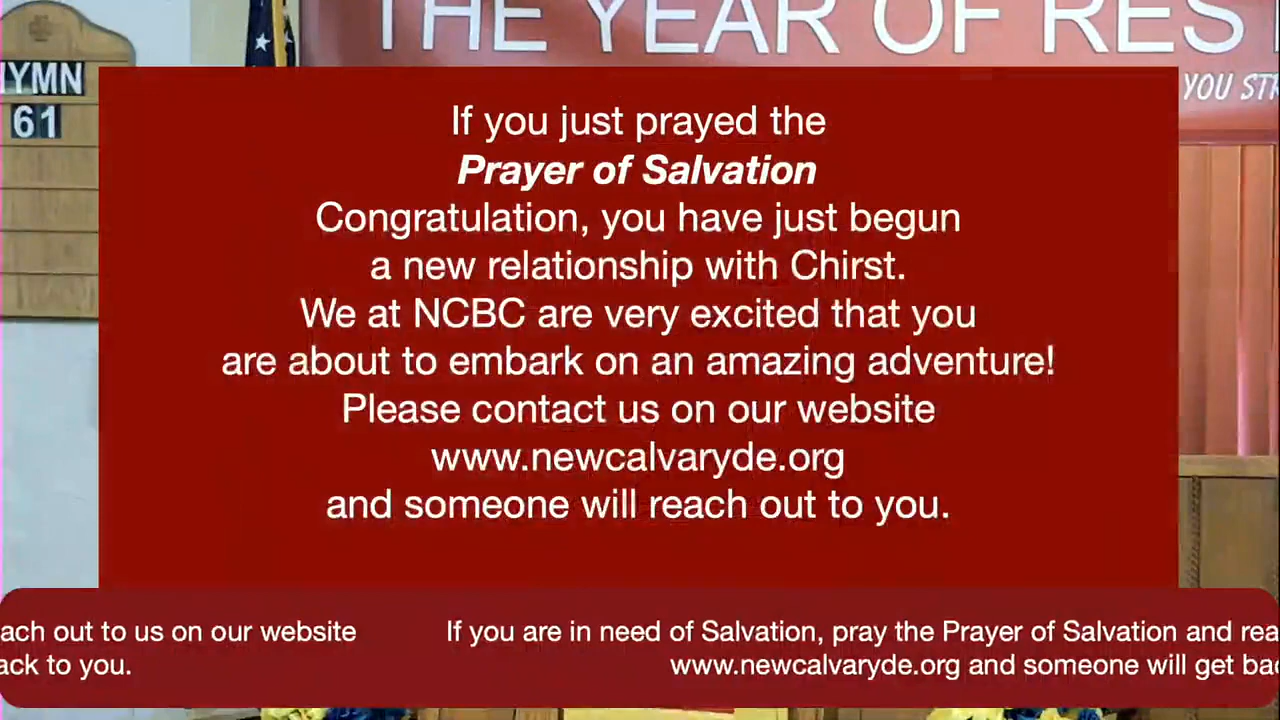 THE YEAR OF REST
YOU STR
HYMN
61
If you just prayed the
Prayer of Salvation
Congratulation, you have just begun
a new relationship with Chirst.
We at NCBC are very excited that you
are about to embark on an amazing adventure!
Please contact us on our website
www.newcalvaryde.org
and someone will reach out to you.
ach out to us on our website If you are in need of Salvation, pray the Prayer of Salvation and rea
ack to you. www.newcalvaryde.org and someone will get bac